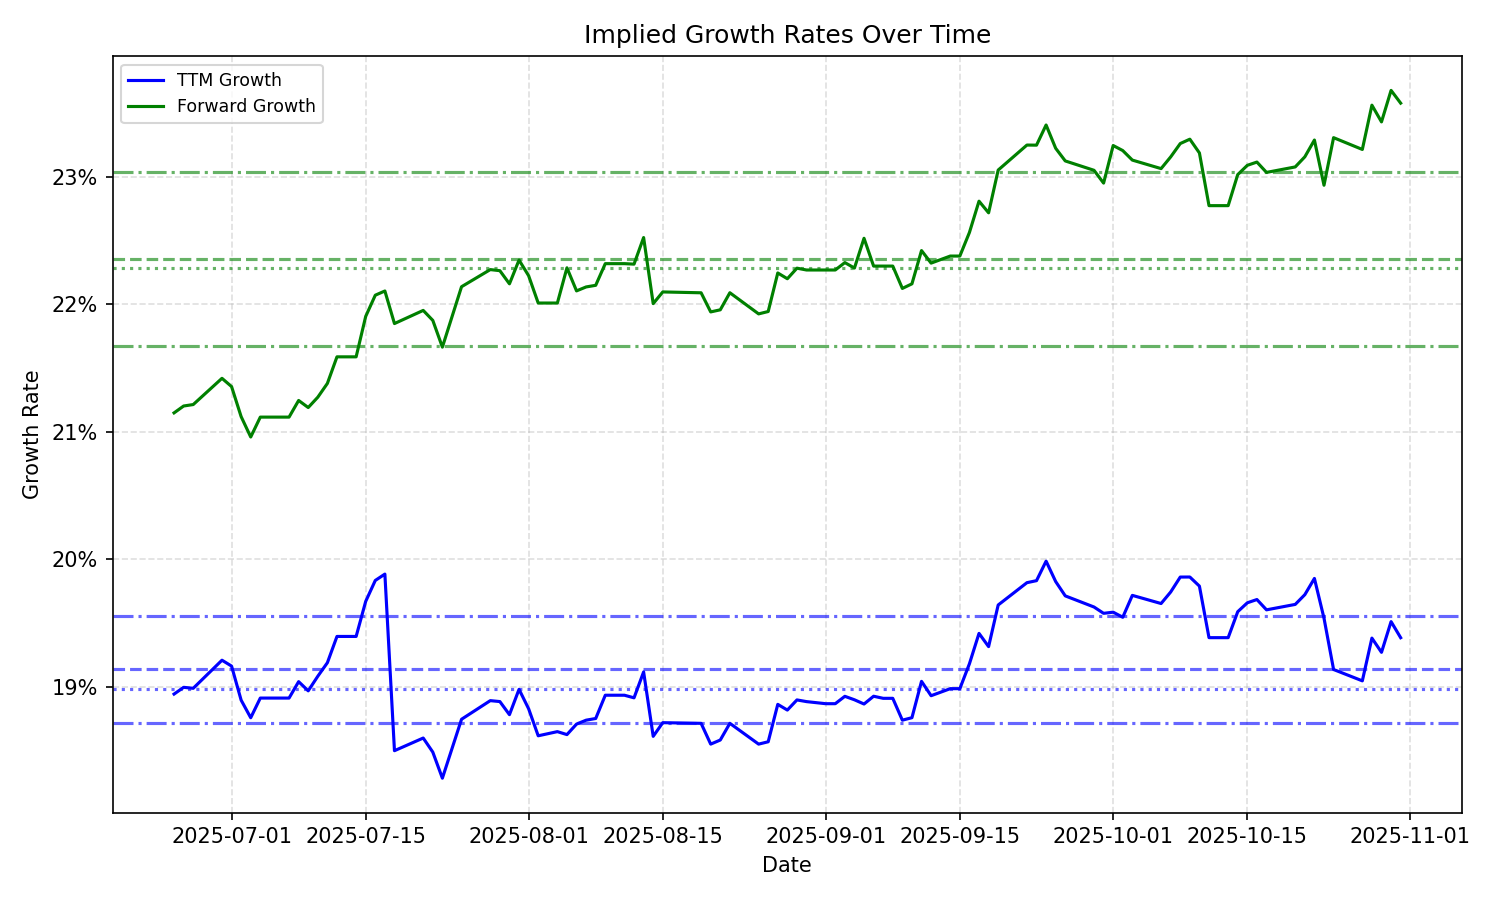 Implied Growth Rates Over Time
TTM Growth
Forward Growth
23%
22%
21%
20%
19%
Growth Rate
2025-07-01 2025-07-15 2025-08-01 2025-08-15 2025-09-01 2025-09-15 2025-10-01 2025-10-15 2025-11-01
Date